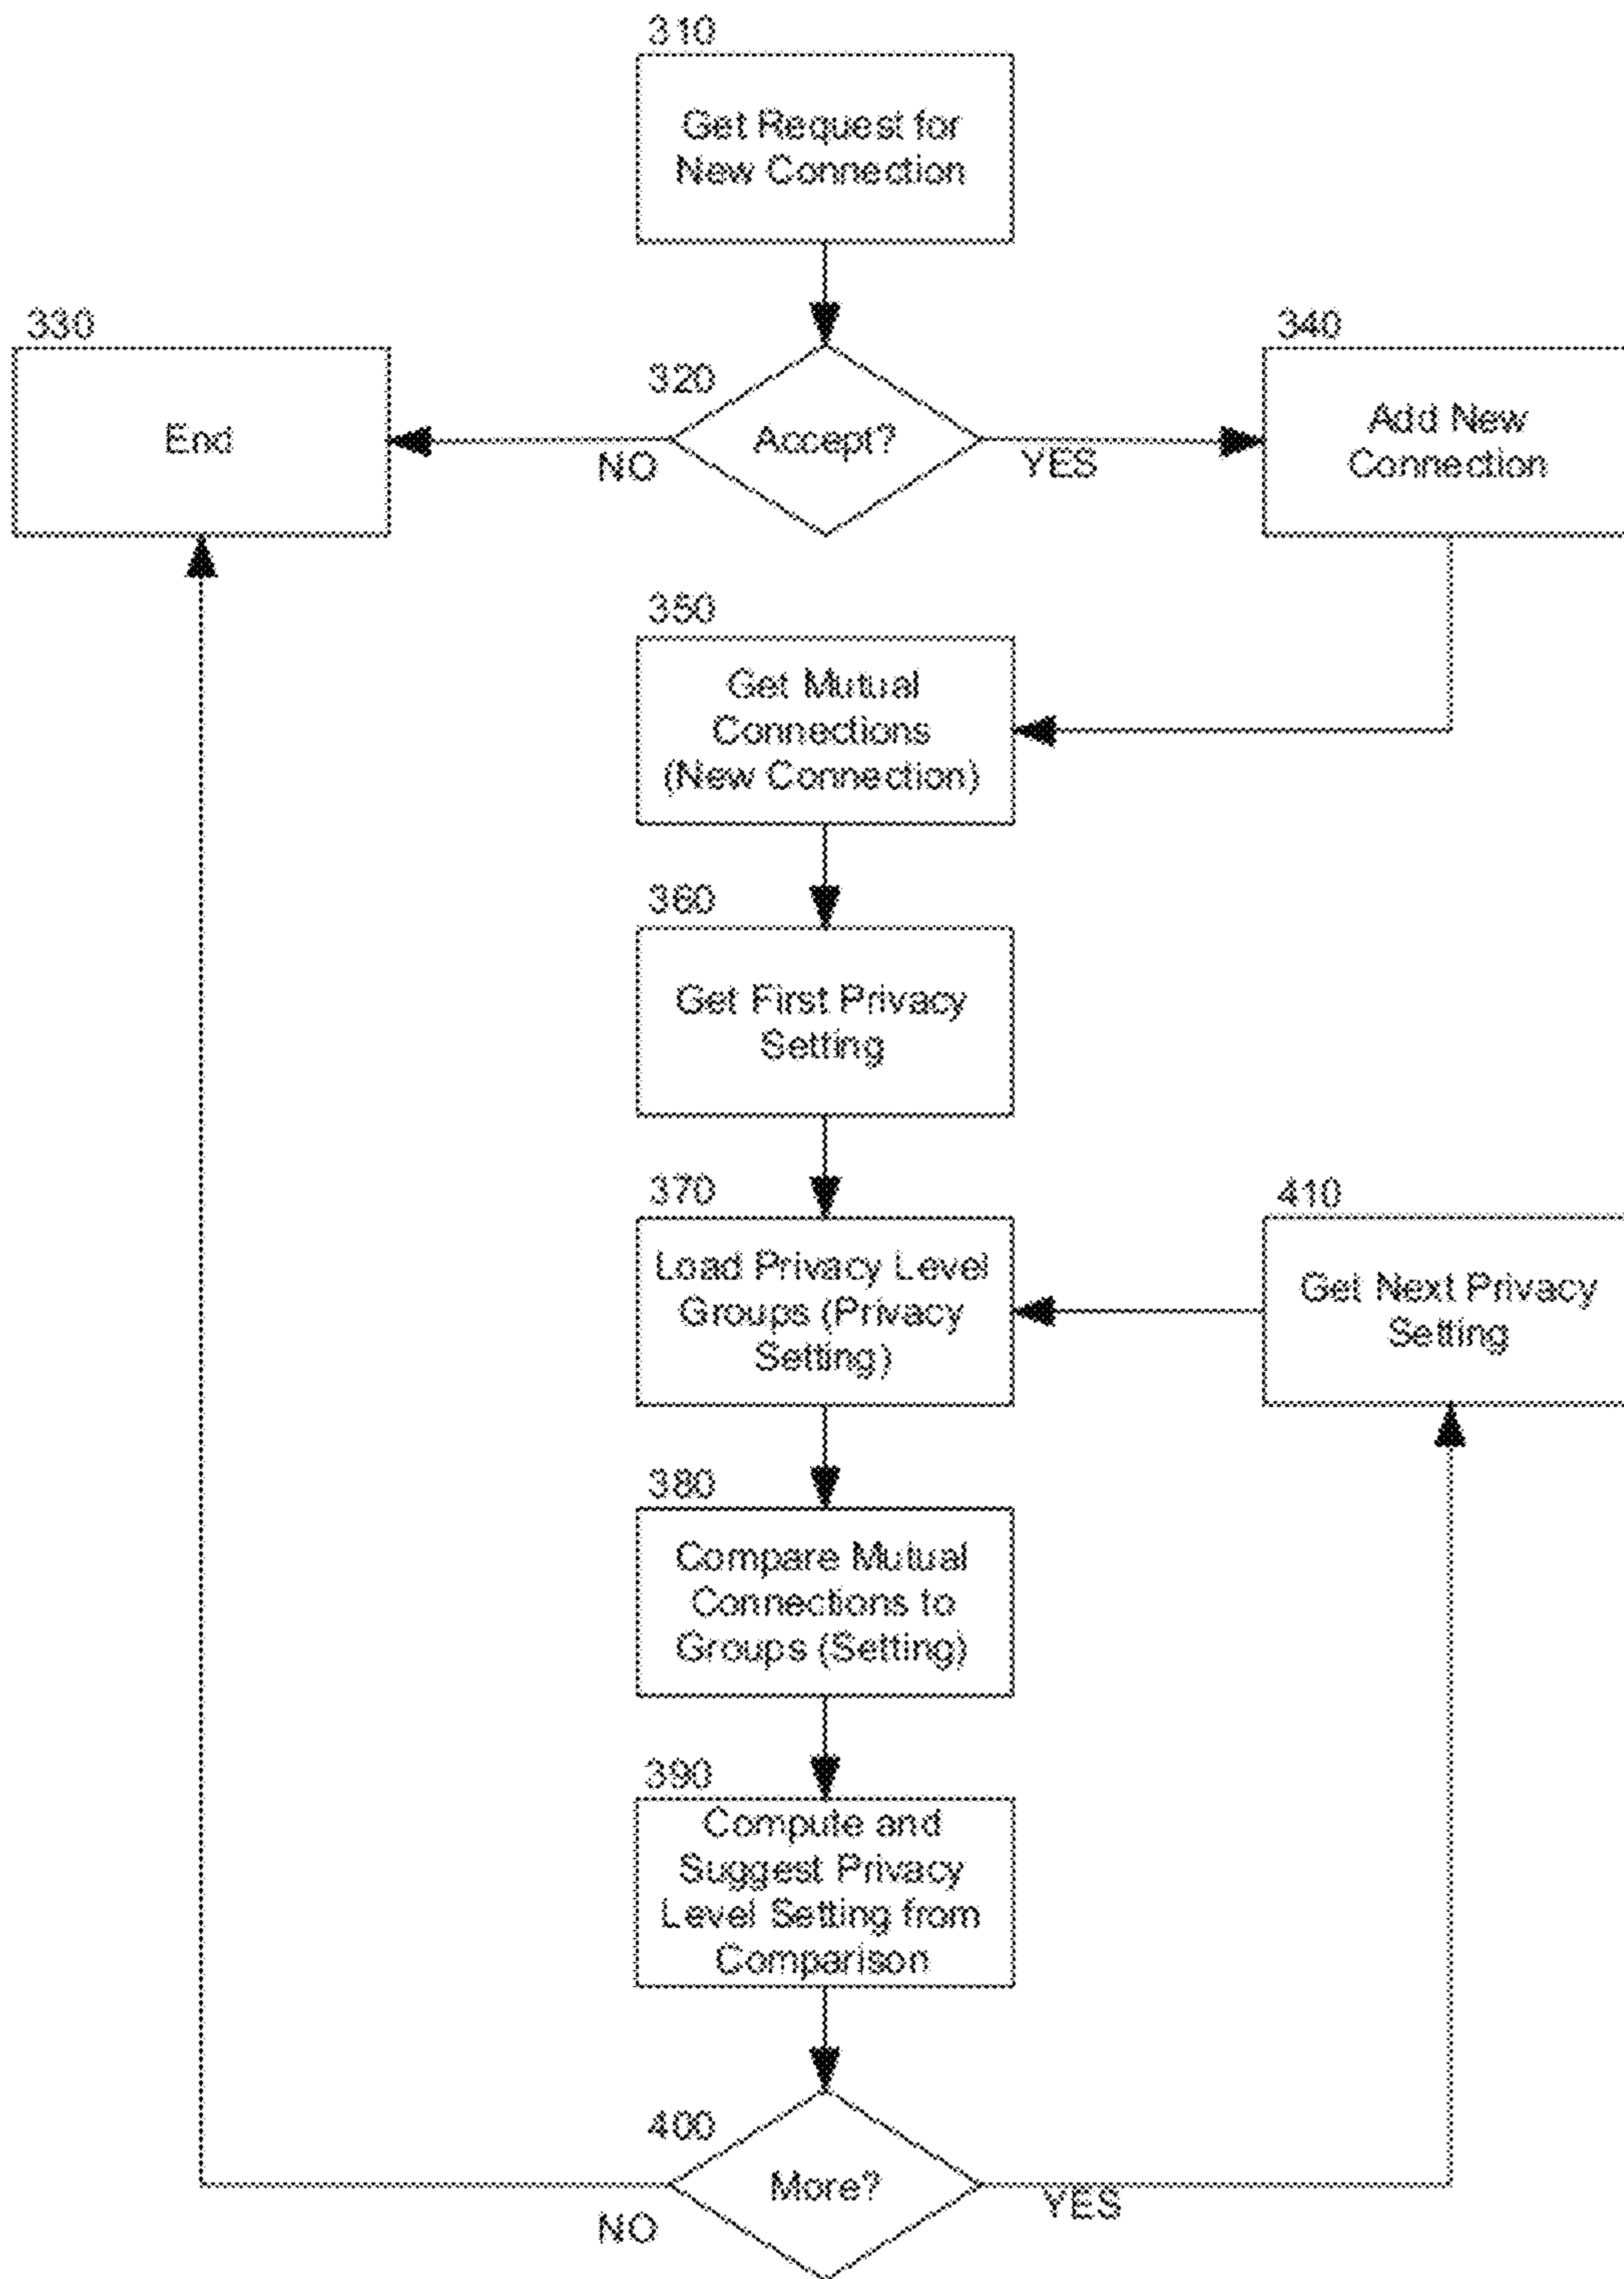 310
Get Request for
New Connection
330
End
320
Accept?
NO
YES
340
Add New
Connection
350
Get Mutual
Connections
(New Connection)
360
Get First Privacy
Setting
370
Load Privacy Level
Groups (Privacy
Setting)
410
Get Next Privacy
Setting
380
Compare Mutual
Connections to
Groups (Setting)
390
Compute and
Suggest Privacy
Level Setting from
Comparison
400
More?
NO
YES